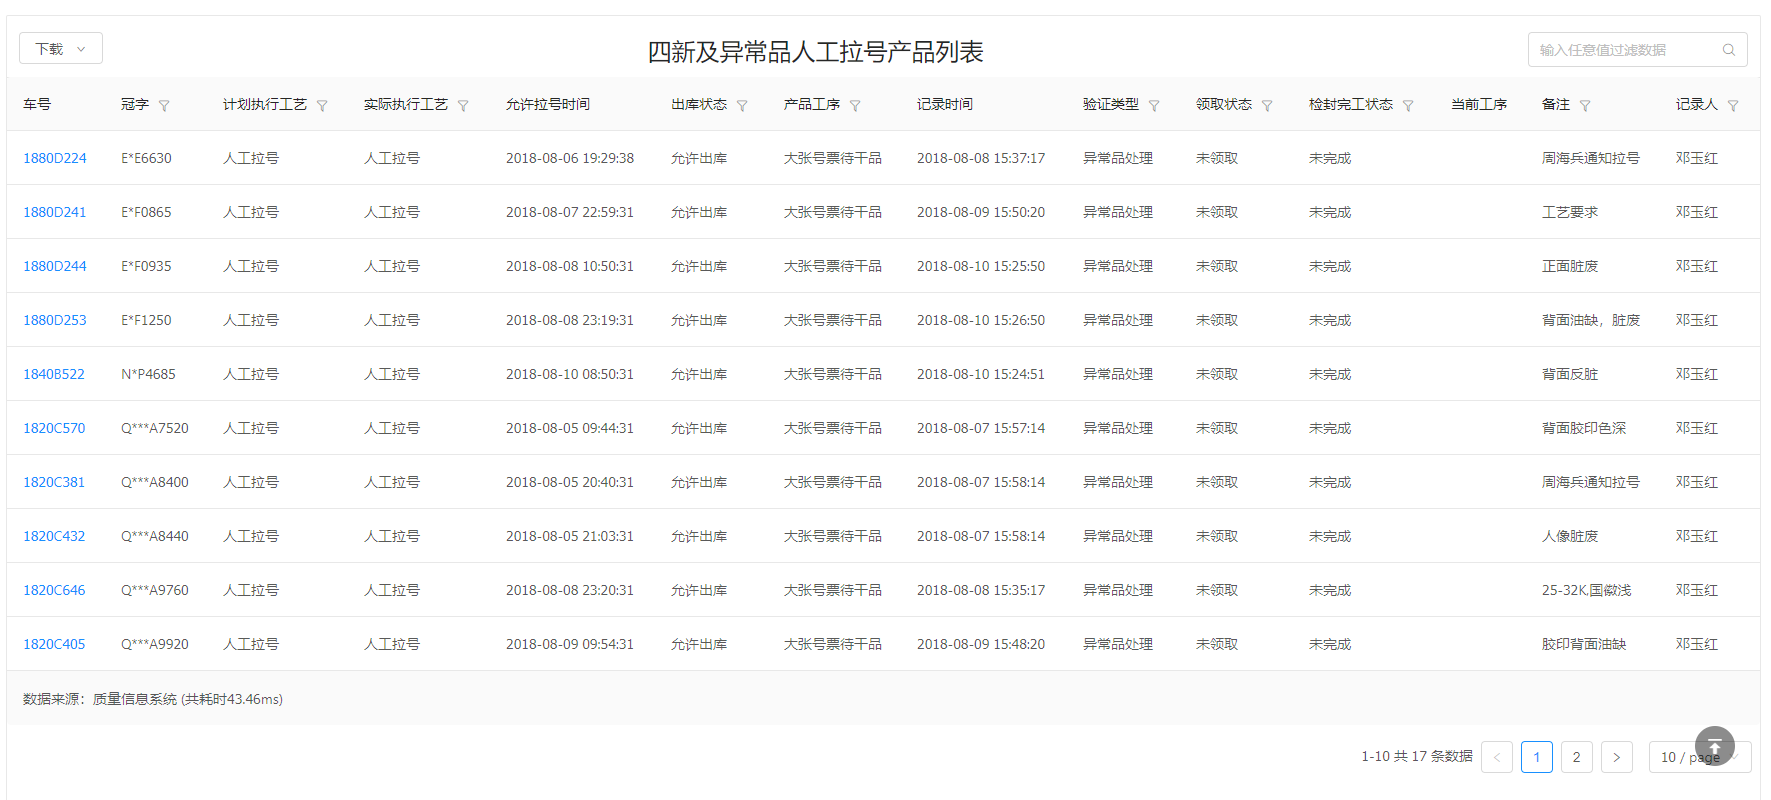 下载
四新及异常品人工拉号产品列表
输入任意值过滤数据
车号 冠字 计划执行工艺 实际执行工艺 允许拉号时间 出库状态 产品工序 记录时间 验证类型 领取状态 检封完工状态 当前工序 备注 记录人
1880D224 E*E6630 人工拉号 人工拉号 2018-08-06 19:29:38 允许出库 大张号票待干品 2018-08-08 15:37:17 异常品处理 未领取 未完成 周海兵通知拉号 邓玉红
1880D241 E*F0865 人工拉号 人工拉号 2018-08-07 22:59:31 允许出库 大张号票待干品 2018-08-09 15:50:20 异常品处理 未领取 未完成 工艺要求 邓玉红
1880D244 E*F0935 人工拉号 人工拉号 2018-08-08 10:50:31 允许出库 大张号票待干品 2018-08-10 15:25:50 异常品处理 未领取 未完成 正面脏废 邓玉红
1880D253 E*F1250 人工拉号 人工拉号 2018-08-08 23:19:31 允许出库 大张号票待干品 2018-08-10 15:26:50 异常品处理 未领取 未完成 背面油缺，脏废 邓玉红
1840B522 N*P4685 人工拉号 人工拉号 2018-08-10 08:50:31 允许出库 大张号票待干品 2018-08-10 15:24:51 异常品处理 未领取 未完成 背面反脏 邓玉红
1820C570 Q***A7520 人工拉号 人工拉号 2018-08-05 09:44:31 允许出库 大张号票待干品 2018-08-07 15:57:14 异常品处理 未领取 未完成 背面胶印色深 邓玉红
1820C381 Q***A8400 人工拉号 人工拉号 2018-08-05 20:40:31 允许出库 大张号票待干品 2018-08-07 15:58:14 异常品处理 未领取 未完成 周海兵通知拉号 邓玉红
1820C432 Q***A8440 人工拉号 人工拉号 2018-08-05 21:03:31 允许出库 大张号票待干品 2018-08-07 15:58:14 异常品处理 未领取 未完成 人像脏废 邓玉红
1820C646 Q***A9760 人工拉号 人工拉号 2018-08-08 23:20:31 允许出库 大张号票待干品 2018-08-08 15:35:17 异常品处理 未领取 未完成 25-32K,国徽浅 邓玉红
1820C405 Q***A9920 人工拉号 人工拉号 2018-08-09 09:54:31 允许出库 大张号票待干品 2018-08-09 15:48:20 异常品处理 未领取 未完成 胶印背面油缺 邓玉红
数据来源：质量信息系统 (共耗时43.46ms)
1-10 共 17 条数据 1 2 10 / page